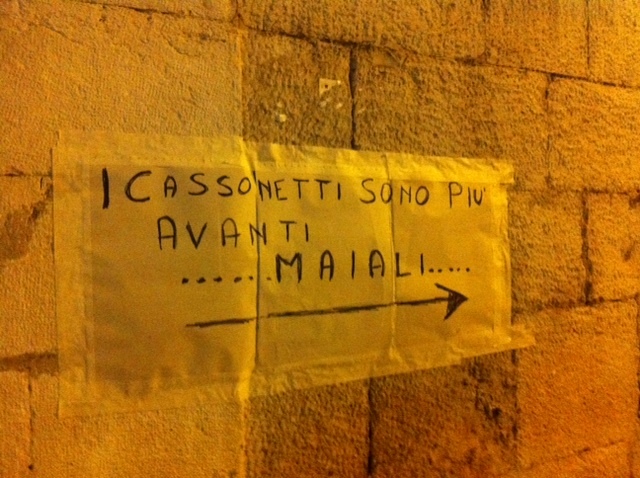 I CASSONETTI SONO PIU'
AVANTI
......MAIALI.....